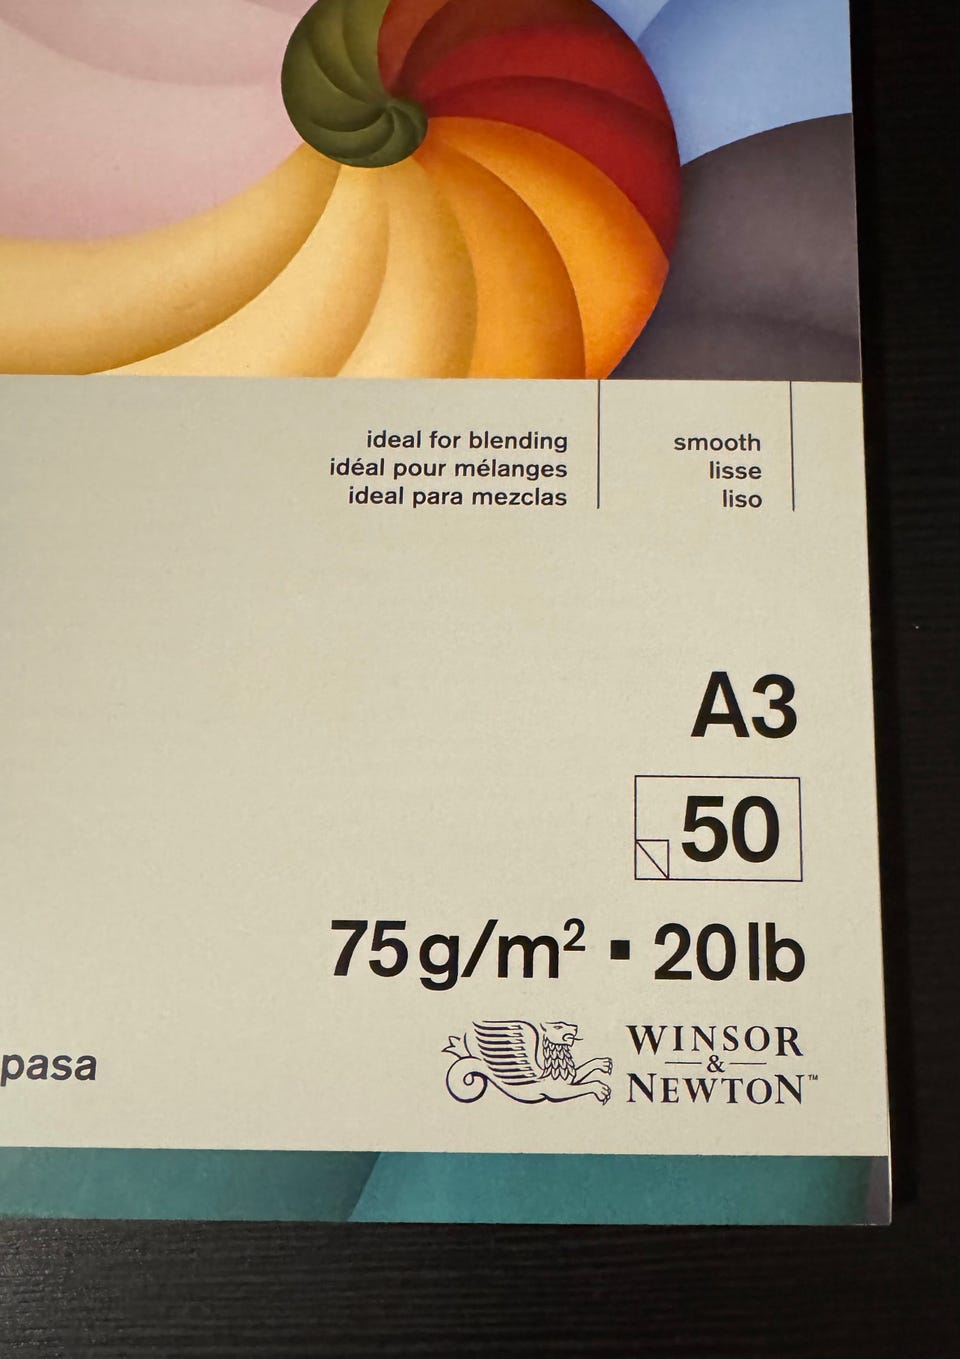 ideal for blending
idéal pour mélanges
ideal para mezclas
smooth
lisse
liso
A3
50
75g/m² ▪ 20lb
pasa
WINSOR
&
NEWTON™